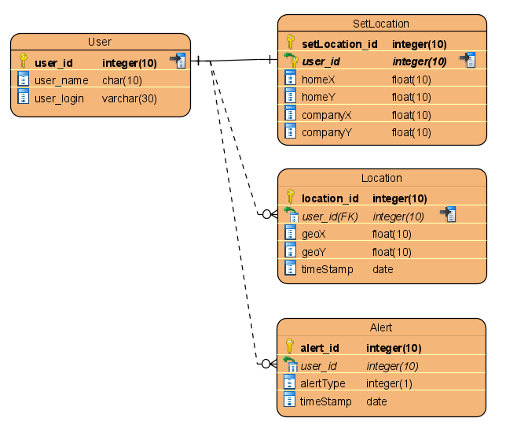 User
user_id integer(10)
user_name char(10)
user_login varchar(30)
SetLocation
setLocation_id integer(10)
user_id integer(10)
homeX float(10)
homeY float(10)
companyX float(10)
companyY float(10)
Location
location_id integer(10)
user_id(FK) integer(10)
geoX float(10)
geoY float(10)
timeStamp date
Alert
alert_id integer(10)
user_id integer(10)
alertType integer(1)
timeStamp date